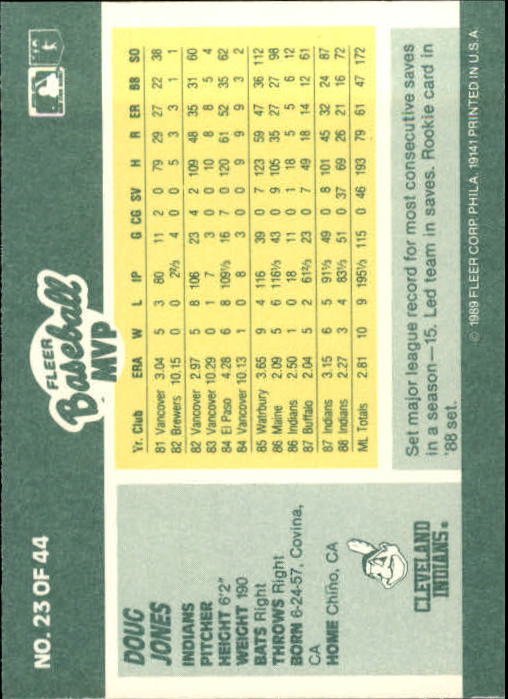 NO. 23 OF 44
FLEER
Baseball
MVP
DOUG
JONES
INDIANS
PITCHER
HEIGHT 6'2"
WEIGHT 190
BATS Right
THROWS Right
BORN 6-24-57, Covina,
CA
HOME Chino, CA
CLEVELAND
INDIANS®
Yr. Club ERA W L IP G CG SV H R ER BB SO
81 Vancouver 3.04 5 3 80 11 2 0 79 29 27 22 38
82 Brewers 10.15 0 0 2⅔ 4 0 0 5 3 3 1 1
82 Vancouver 2.97 5 8 106 23 4 2 109 48 35 31 60
83 Vancouver 10.29 0 1 7 3 0 0 10 8 8 5 4
84 El Paso 4.28 6 8 109⅓ 16 7 0 120 61 52 35 62
84 Vancouver 10.13 1 0 8 3 0 0 9 9 9 3 2
85 Watrbury 3.65 9 4 116 39 0 7 123 59 47 36 112
86 Maine 2.09 5 6 116⅓ 43 0 9 105 35 27 27 98
86 Indians 2.50 1 0 18 11 0 1 18 5 5 6 12
87 Buffalo 2.04 5 2 61⅔ 23 0 7 49 18 14 12 61
87 Indians 3.15 6 5 91⅓ 49 0 8 101 45 32 24 87
88 Indians 2.27 3 4 83⅓ 51 0 37 69 26 21 16 72
ML Totals 2.81 10 9 195⅓ 115 0 46 193 79 61 47 172
Set major league record for most consecutive saves
in a season—15. Led team in saves. Rookie card in
'88 set.
© 1989 FLEER CORP. PHILA. 19141 PRINTED IN U.S.A.